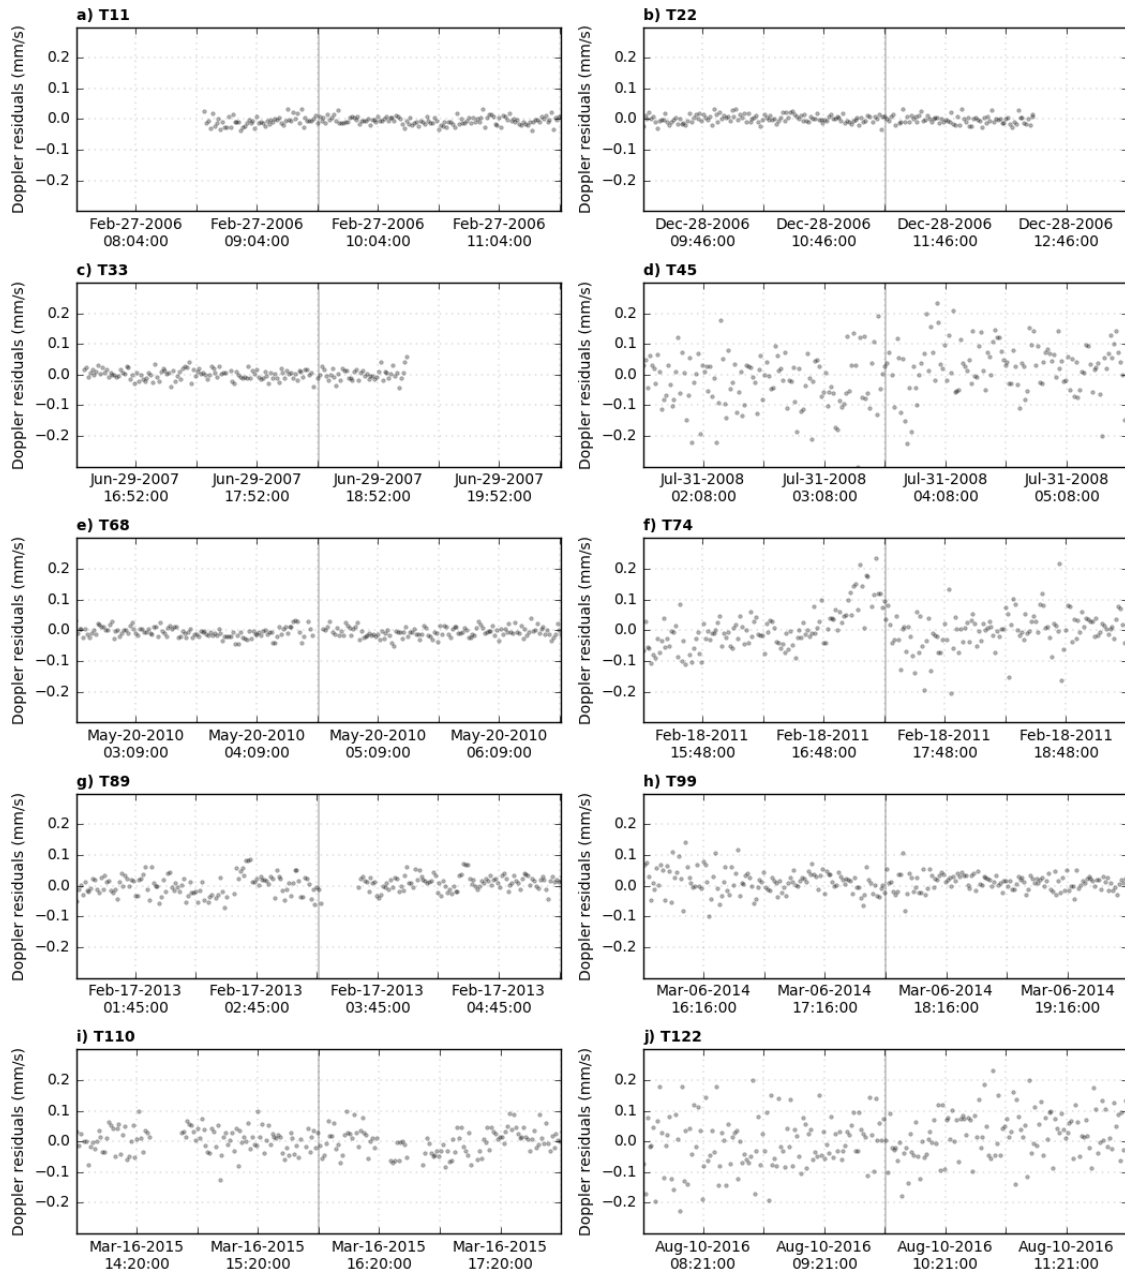 a) T11
Doppler residuals (mm/s)
0.2
0.1
0.0
−0.1
−0.2
Feb-27-2006 08:04:00
Feb-27-2006 09:04:00
Feb-27-2006 10:04:00
Feb-27-2006 11:04:00
b) T22
Doppler residuals (mm/s)
0.2
0.1
0.0
−0.1
−0.2
Dec-28-2006 09:46:00
Dec-28-2006 10:46:00
Dec-28-2006 11:46:00
Dec-28-2006 12:46:00
c) T33
Doppler residuals (mm/s)
0.2
0.1
0.0
−0.1
−0.2
Jun-29-2007 16:52:00
Jun-29-2007 17:52:00
Jun-29-2007 18:52:00
Jun-29-2007 19:52:00
d) T45
Doppler residuals (mm/s)
0.2
0.1
0.0
−0.1
−0.2
Jul-31-2008 02:08:00
Jul-31-2008 03:08:00
Jul-31-2008 04:08:00
Jul-31-2008 05:08:00
e) T68
Doppler residuals (mm/s)
0.2
0.1
0.0
−0.1
−0.2
May-20-2010 03:09:00
May-20-2010 04:09:00
May-20-2010 05:09:00
May-20-2010 06:09:00
f) T74
Doppler residuals (mm/s)
0.2
0.1
0.0
−0.1
−0.2
Feb-18-2011 15:48:00
Feb-18-2011 16:48:00
Feb-18-2011 17:48:00
Feb-18-2011 18:48:00
g) T89
Doppler residuals (mm/s)
0.2
0.1
0.0
−0.1
−0.2
Feb-17-2013 01:45:00
Feb-17-2013 02:45:00
Feb-17-2013 03:45:00
Feb-17-2013 04:45:00
h) T99
Doppler residuals (mm/s)
0.2
0.1
0.0
−0.1
−0.2
Mar-06-2014 16:16:00
Mar-06-2014 17:16:00
Mar-06-2014 18:16:00
Mar-06-2014 19:16:00
i) T110
Doppler residuals (mm/s)
0.2
0.1
0.0
−0.1
−0.2
Mar-16-2015 14:20:00
Mar-16-2015 15:20:00
Mar-16-2015 16:20:00
Mar-16-2015 17:20:00
j) T122
Doppler residuals (mm/s)
0.2
0.1
0.0
−0.1
−0.2
Aug-10-2016 08:21:00
Aug-10-2016 09:21:00
Aug-10-2016 10:21:00
Aug-10-2016 11:21:00